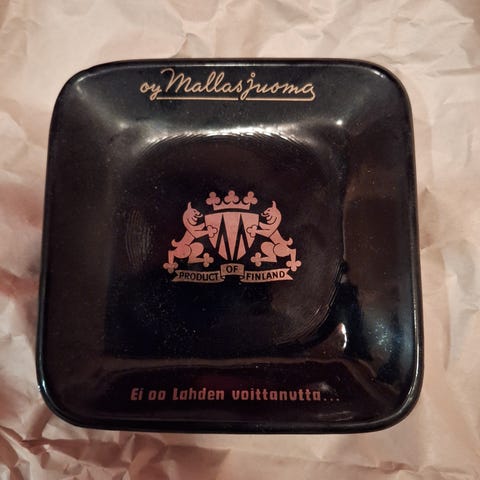 oy Mallasjuoma
PRODUCT OF FINLAND
Ei oo Lahden voittanutta...